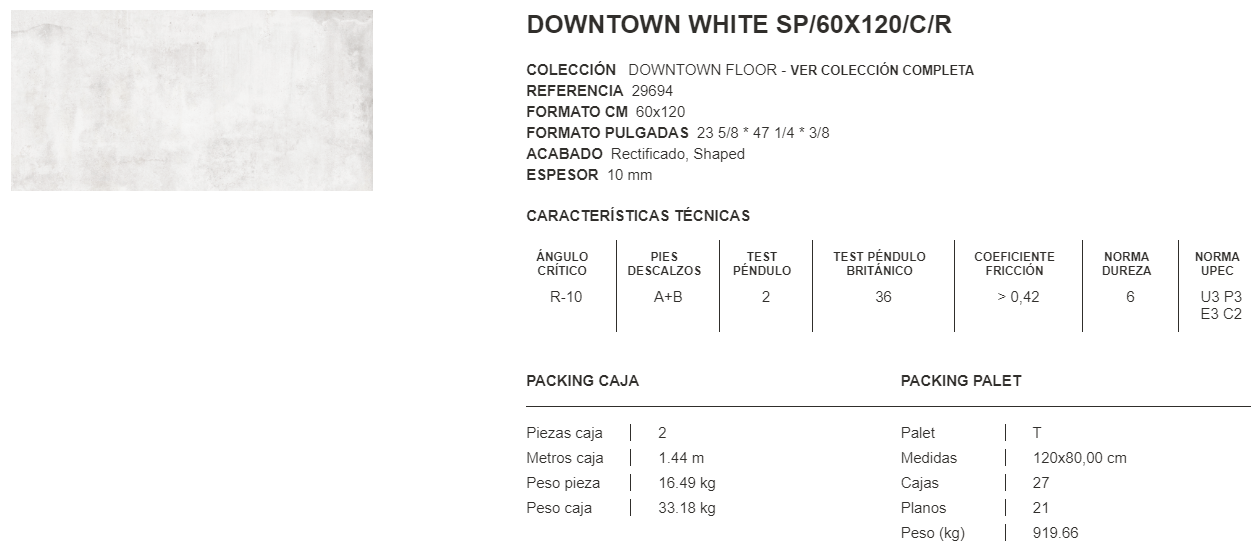 DOWNTOWN WHITE SP/60X120/C/R
COLECCIÓN DOWNTOWN FLOOR - VER COLECCIÓN COMPLETA
REFERENCIA 29694
FORMATO CM 60x120
FORMATO PULGADAS 23 5/8 * 47 1/4 * 3/8
ACABADO Rectificado, Shaped
ESPESOR 10 mm
CARACTERÍSTICAS TÉCNICAS
ÁNGULO PIES TEST TEST PÉNDULO COEFICIENTE NORMA NORMA
CRÍTICO DESCALZOS PÉNDULO BRITÁNICO FRICCIÓN DUREZA UPEC
R-10 A+B 2 36 > 0,42 6 U3 P3
E3 C2
PACKING CAJA PACKING PALET
Piezas caja 2 Palet T
Metros caja 1.44 m Medidas 120x80,00 cm
Peso pieza 16.49 kg Cajas 27
Peso caja 33.18 kg Planos 21
Peso (kg) 919.66